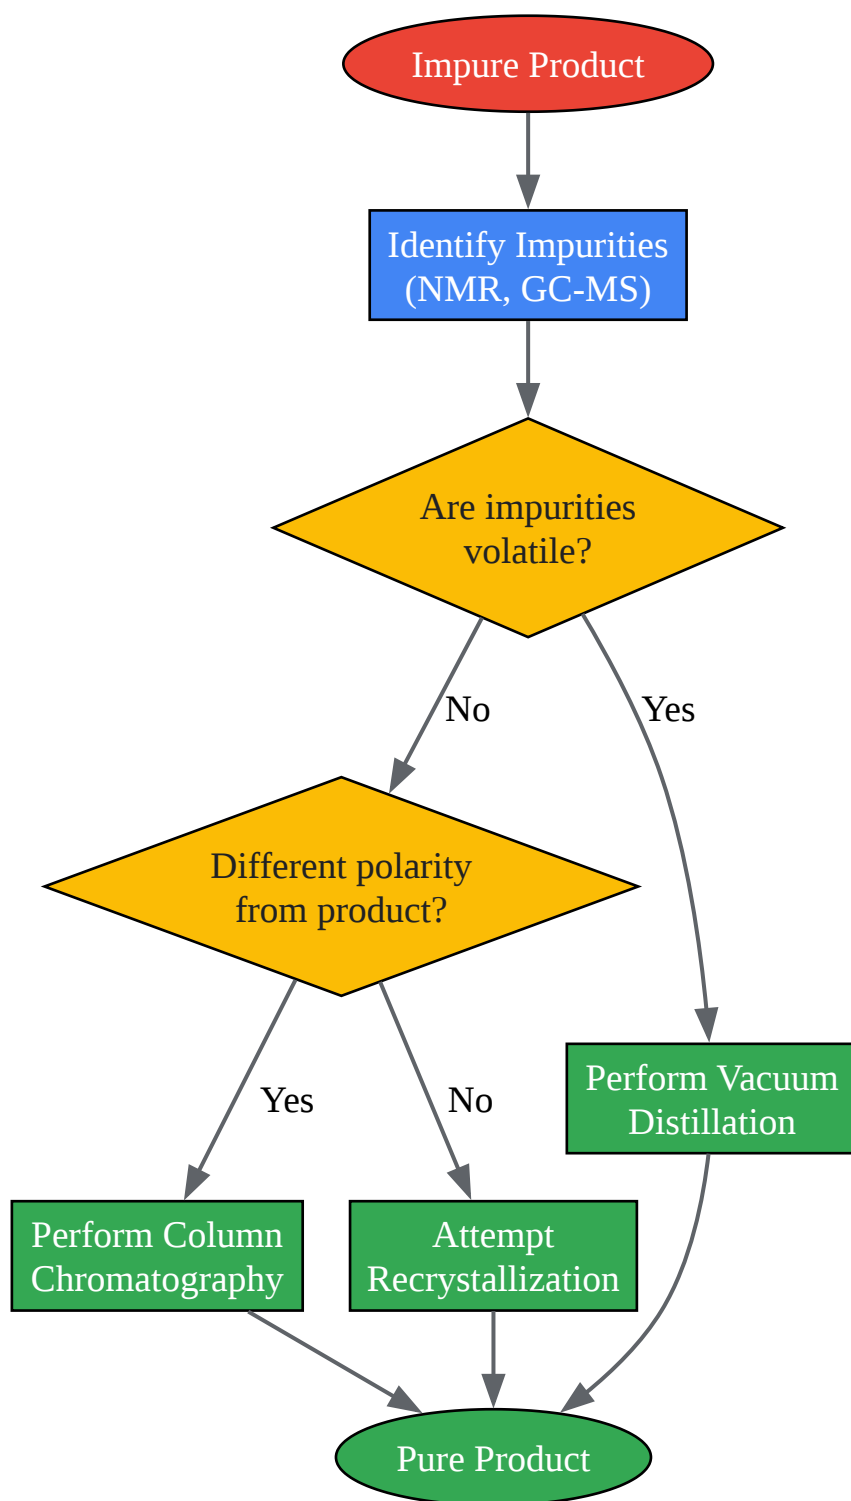 Impure Product
Identify Impurities
(NMR, GC-MS)
Are impurities
volatile?
No
Yes
Different polarity
from product?
Yes
No
Perform Vacuum
Distillation
Perform Column
Chromatography
Attempt
Recrystallization
Pure Product